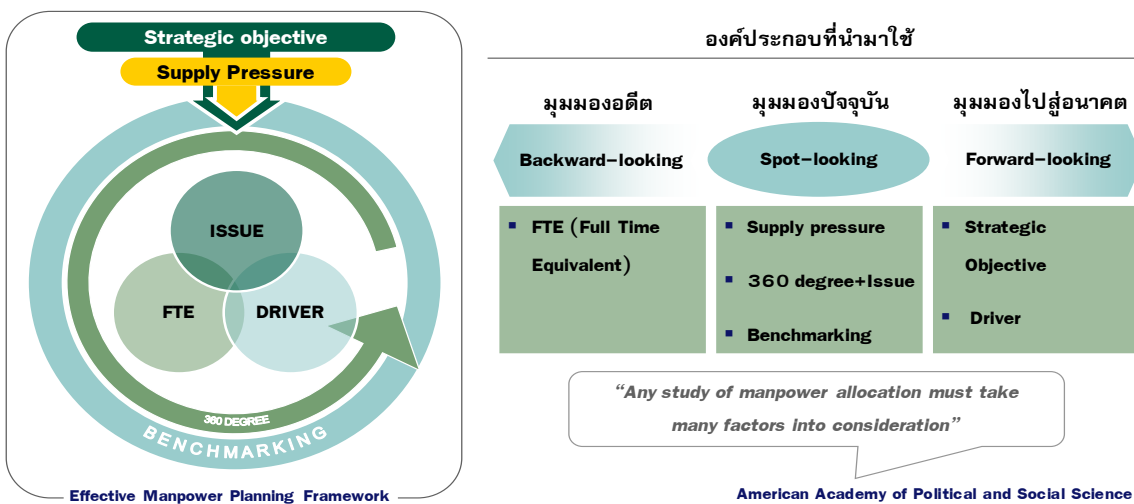 Strategic objective
Supply Pressure
ISSUE
FTE
DRIVER
360 DEGREE
BENCHMARKING
Effective Manpower Planning Framework
องค์ประกอบที่นำมาใช้
มุมมองอดีต
มุมมองปัจจุบัน
มุมมองไปสู่อนาคต
Backward-looking
Spot-looking
Forward-looking
▪ FTE (Full Time
Equivalent)
▪ Supply pressure
▪ 360 degree+Issue
▪ Benchmarking
▪ Strategic
Objective
▪ Driver
“Any study of manpower allocation must take
many factors into consideration”
American Academy of Political and Social Science